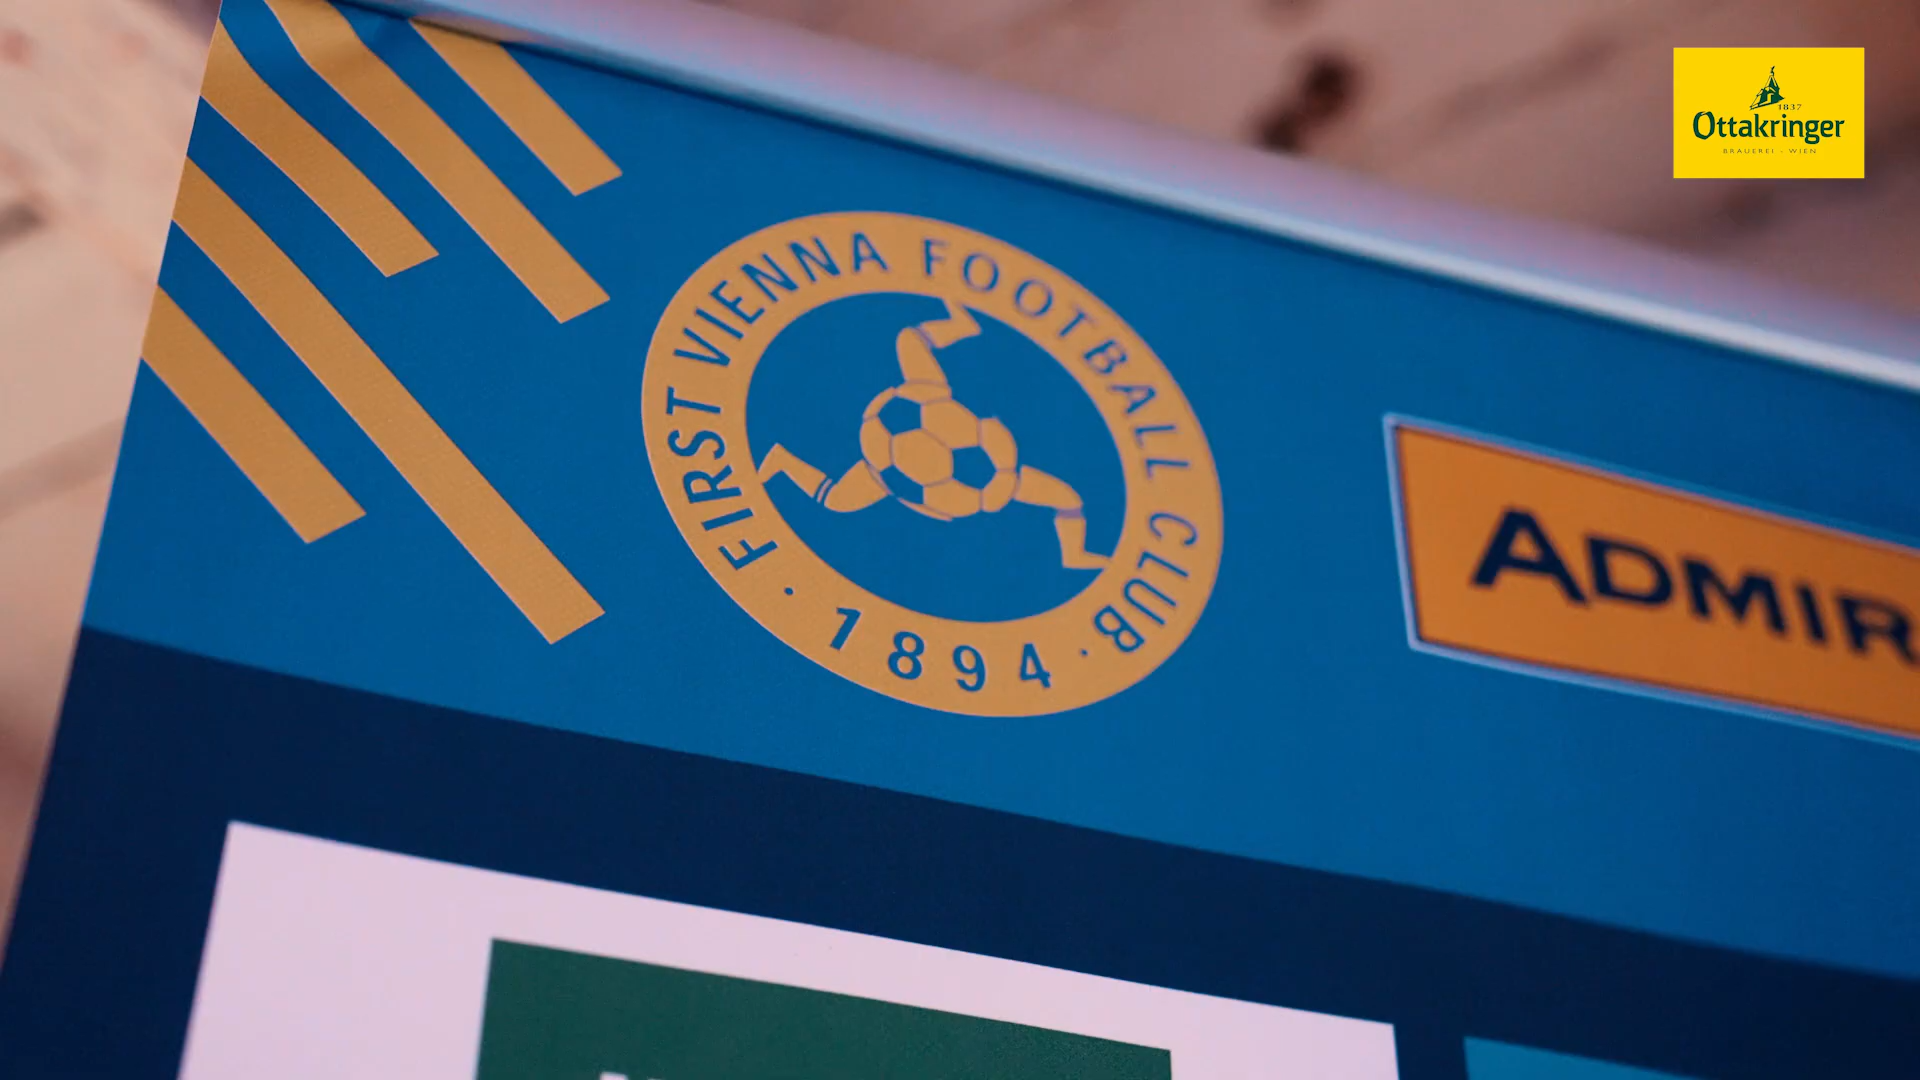 1837
Ottakringer
BRAUEREI - WIEN
· FIRST VIENNA FOOTBALL CLUB ·
1894
ADMIR